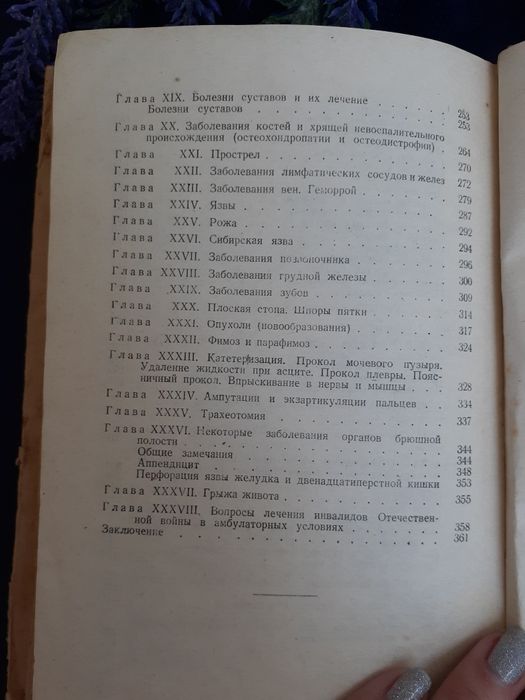 Глава XIX. Болезни суставов и их лечение . . . . . . 253
Болезни суставов . . . . . . . . . . . 253
Глава XX. Заболевания костей и хрящей невоспалительного
происхождения (остеохондропатии и остеодистрофии) . 264
Глава XXI. Прострел . . . . . . . . . . . . 270
Глава XXII. Заболевания лимфатических сосудов и желез 272
Глава XXIII. Заболевания вен. Геморрой . . . . . . . 279
Глава XXIV. Язвы . . . . . . . . . . . . . 287
Глава XXV. Рожа . . . . . . . . . . . . . 292
Глава XXVI. Сибирская язва . . . . . . . . . . 294
Глава XXVII. Заболевания позвоночника . . . . . . . 296
Глава XXVIII. Заболевания грудной железы . . . . . . 300
Глава XXIX. Заболевания зубов . . . . . . . . . 309
Глава XXX. Плоская стопа. Шпоры пятки . . . . . . 314
Глава XXXI. Опухоли (новообразования) . . . . . . . 317
Глава XXXII. Фимоз и парафимоз . . . . . . . . . 324
Глава XXXIII. Катетеризация. Прокол мочевого пузыря.
Удаление жидкости при асците. Прокол плевры. Пояс-
ничный прокол. Впрыскивание в нервы и мышцы . . . 328
Глава XXXIV. Ампутации и экзартикуляции пальцев . . 334
Глава XXXV. Трахеотомия . . . . . . . . . . . 337
Глава XXXVI. Некоторые заболевания органов брюшной
полости . . . . . . . . . . . . . . . 344
Общие замечания . . . . . . . . . . . . 344
Аппендицит . . . . . . . . . . . . . . 348
Перфорация язвы желудка и двенадцатиперстной кишки 353
Глава XXXVII. Грыжа живота . . . . . . . . . . 355
Глава XXXVIII. Вопросы лечения инвалидов Отечествен-
ной войны в амбулаторных условиях . . . . . . . 358
Заключение . . . . . . . . . . . . . . . 361